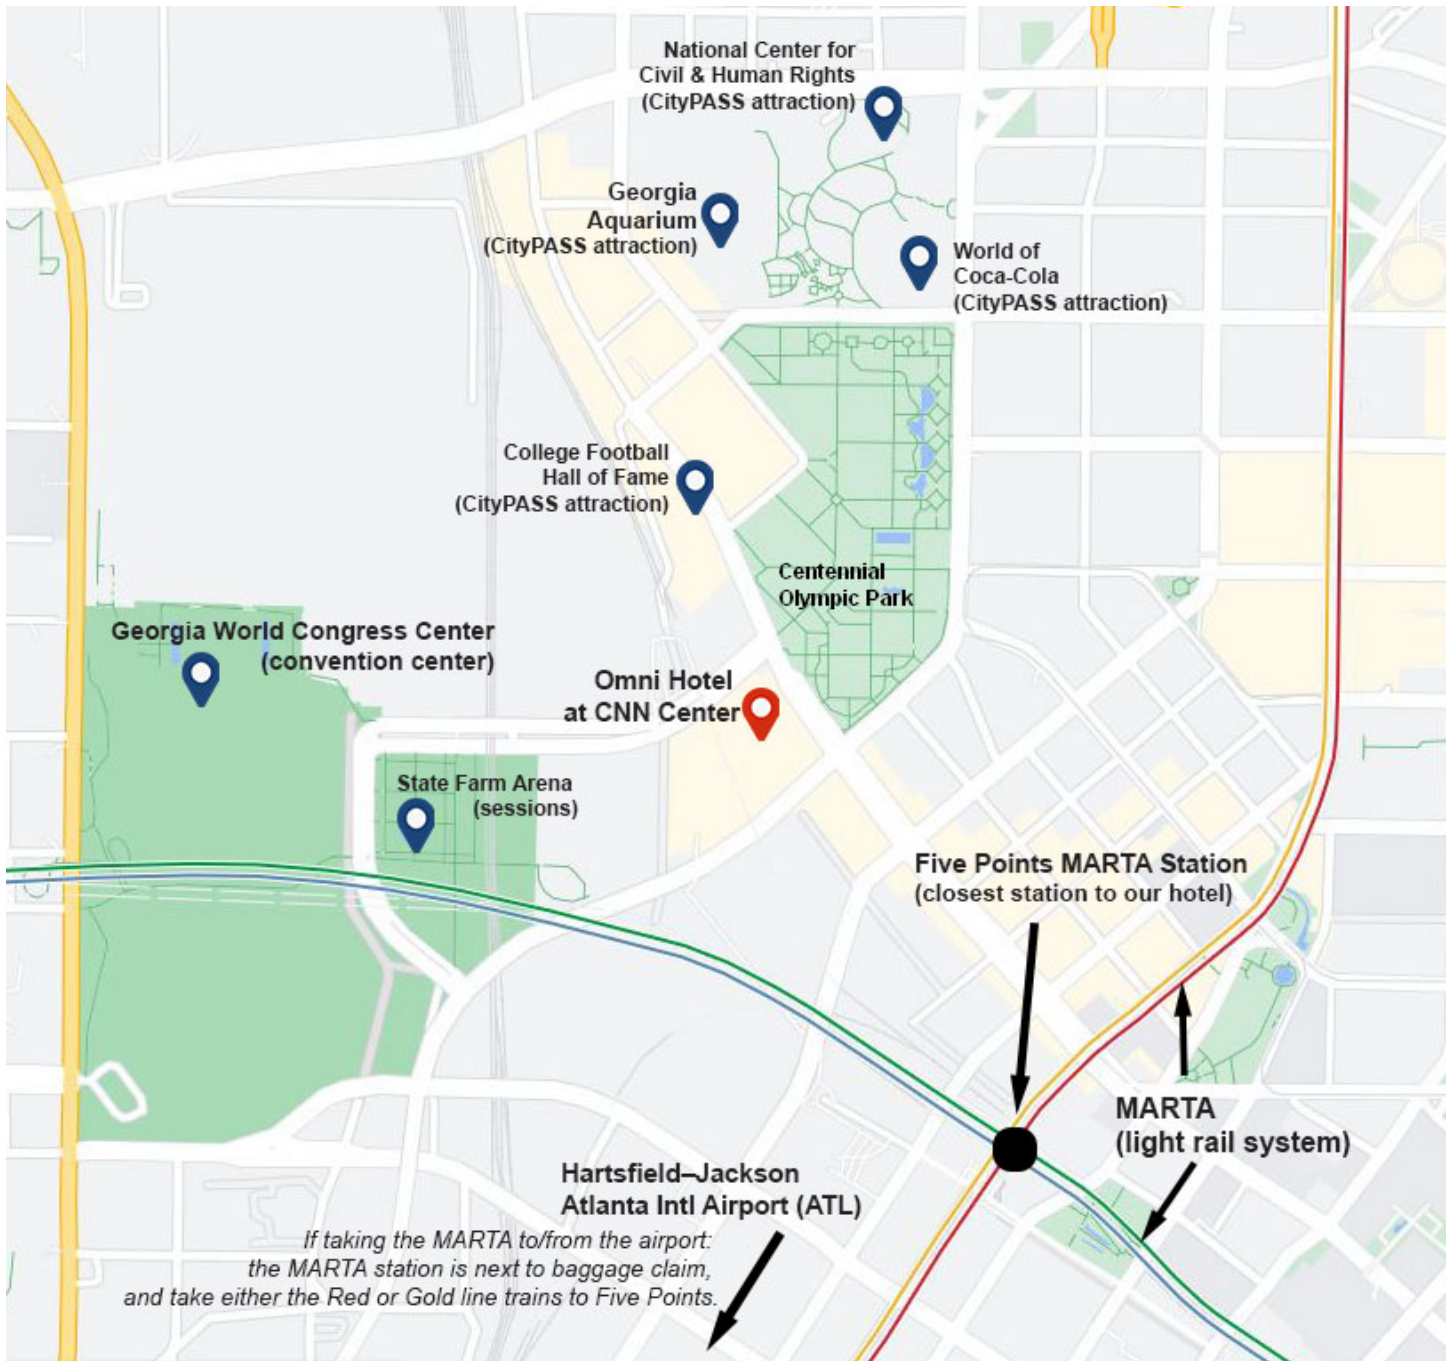 National Center for
Civil & Human Rights
(CityPASS attraction)
Georgia
Aquarium
(CityPASS attraction)
World of
Coca-Cola
(CityPASS attraction)
College Football
Hall of Fame
(CityPASS attraction)
Centennial
Olympic Park
Georgia World Congress Center
(convention center)
Omni Hotel
at CNN Center
State Farm Arena
(sessions)
Five Points MARTA Station
(closest station to our hotel)
MARTA
(light rail system)
Hartsfield–Jackson
Atlanta Intl Airport (ATL)
If taking the MARTA to/from the airport:
the MARTA station is next to baggage claim,
and take either the Red or Gold line trains to Five Points.